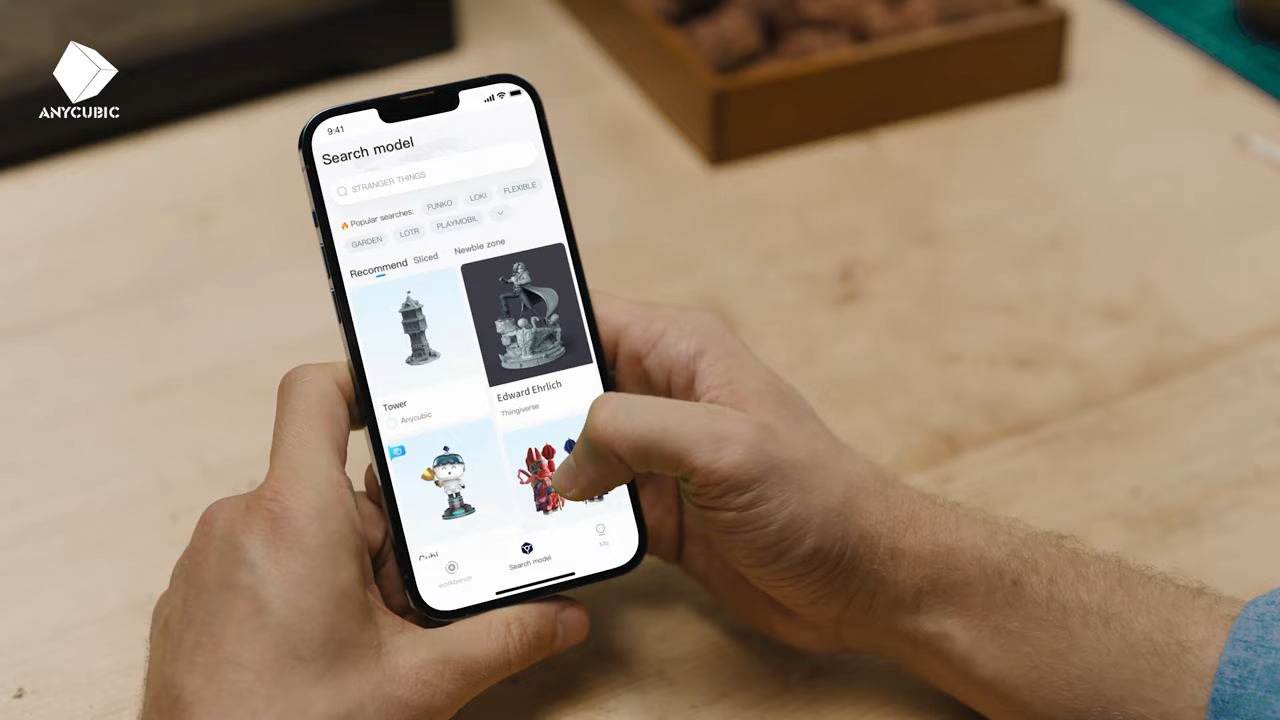 ANYCUBIC
9:41
Search model
STRANGER THINGS
Popular searches: FUNKO LOKI FLEXIBLE
GARDEN LOTR PLAYMOBIL
Recommend Sliced Newbie zone
Tower
Anycubic
Edward Ehrlich
Thingiverse
Cubi
workbench
Search model
Me